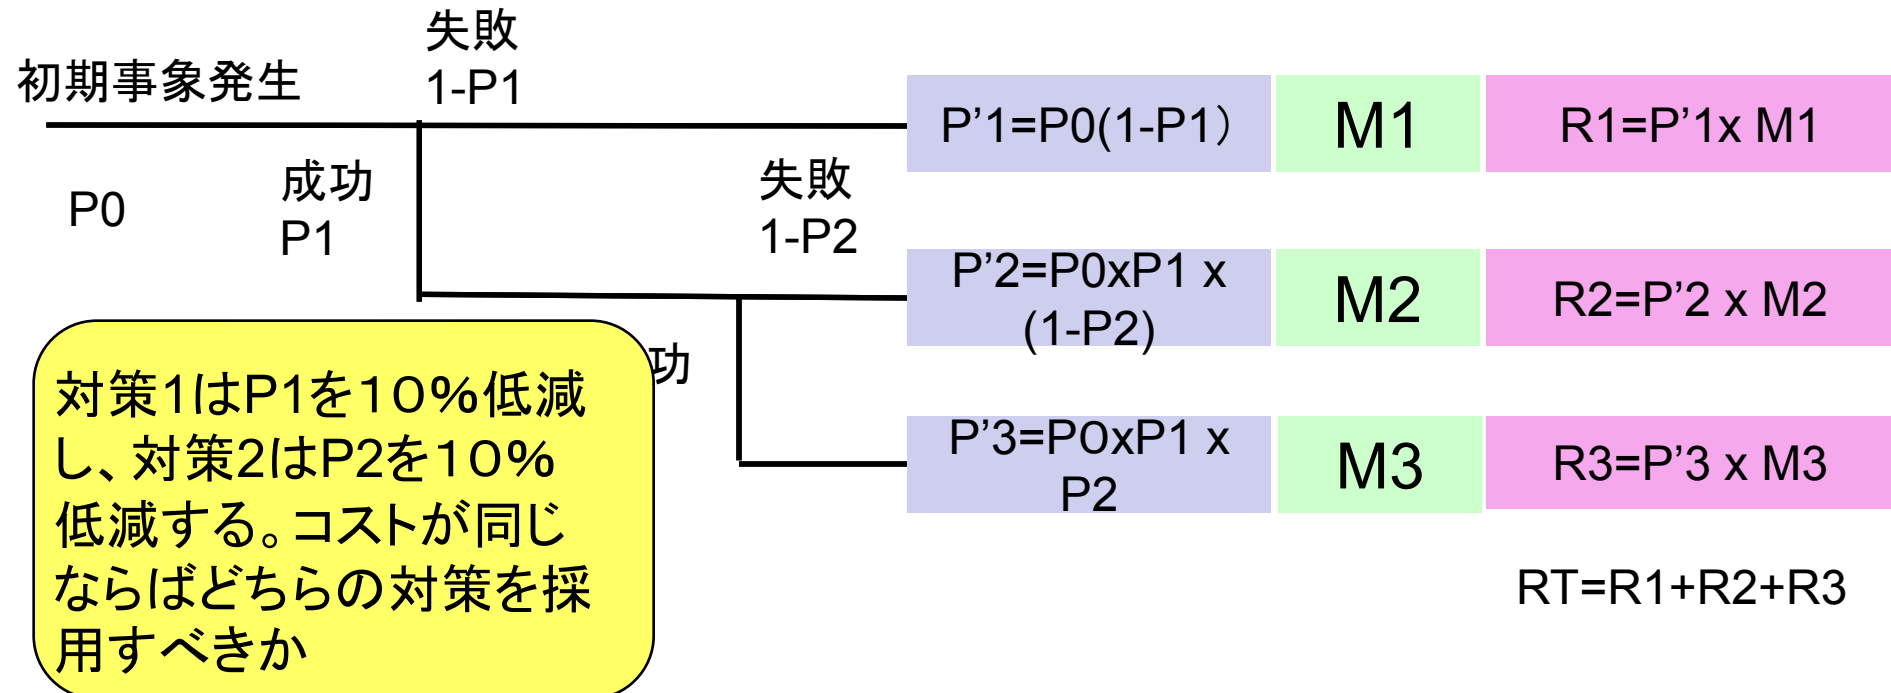 失敗
1-P1
初期事象発生
P'1=P0(1-P1）
M1
R1=P'1x M1
成功
P1
P0
失敗
1-P2
P'2=P0xP1 x
(1-P2)
M2
R2=P'2 x M2
功
対策1はP1を１０%低減
し、対策2はP2を１０%
低減する。コストが同じ
ならばどちらの対策を採
用すべきか
P'3=P０xP1 x
P2
M3
R3=P'3 x M3
RT=R1+R2+R3